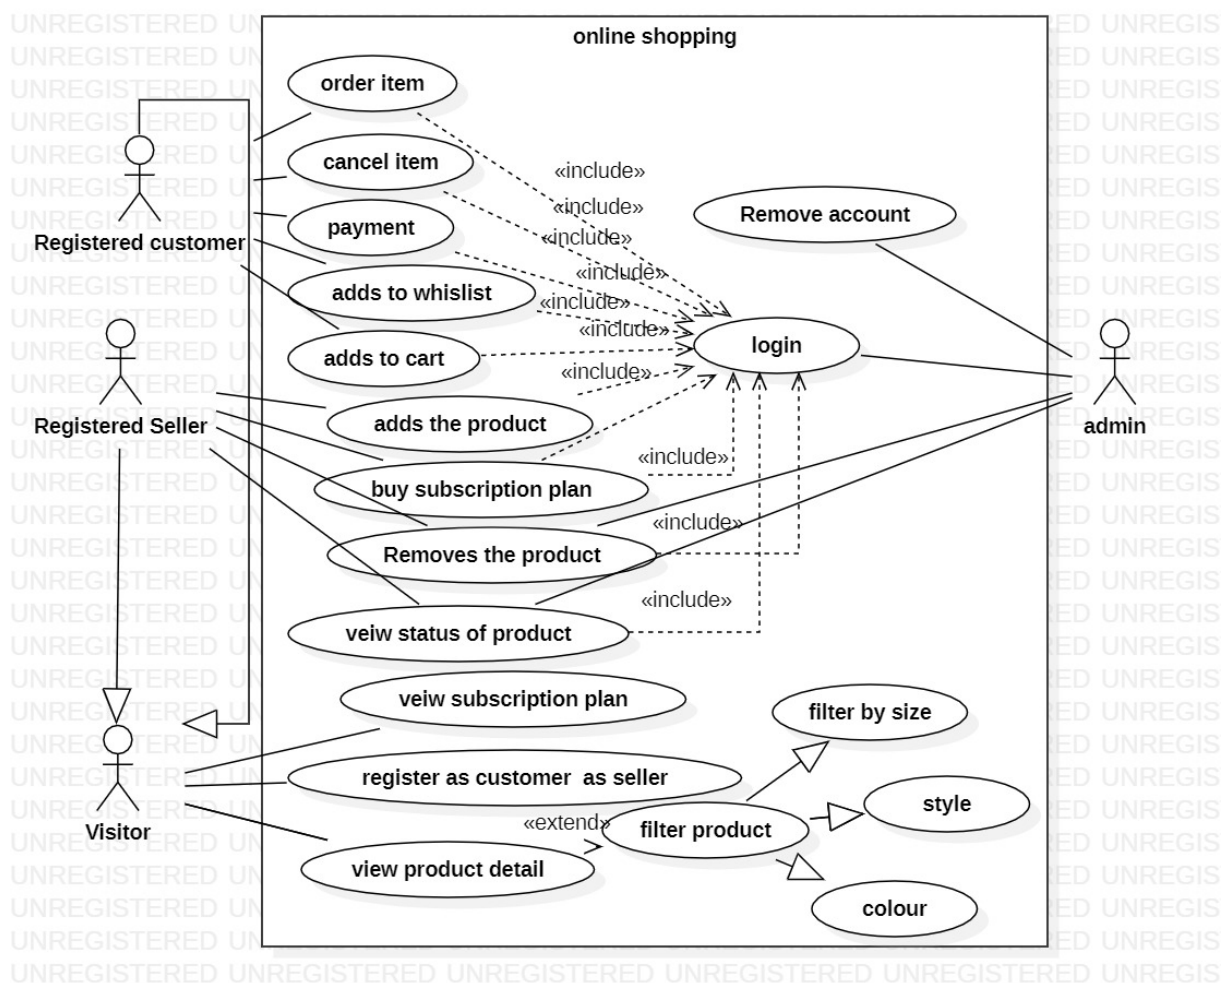 online shopping
order item
cancel item
«include»
«include»
Remove account
payment
«include»
Registered customer
«include»
adds to whislist
«include»
«include»
login
adds to cart
«include»
adds the product
Registered Seller
admin
«include»
buy subscription plan
«include»
Removes the product
«include»
veiw status of product
veiw subscription plan
filter by size
register as customer  as seller
style
«extend»
filter product
Visitor
view product detail
colour
UNREGISTERED UNREGISTERED UNREGISTERED UNREGISTERED UNREGISTERED UNREGIS